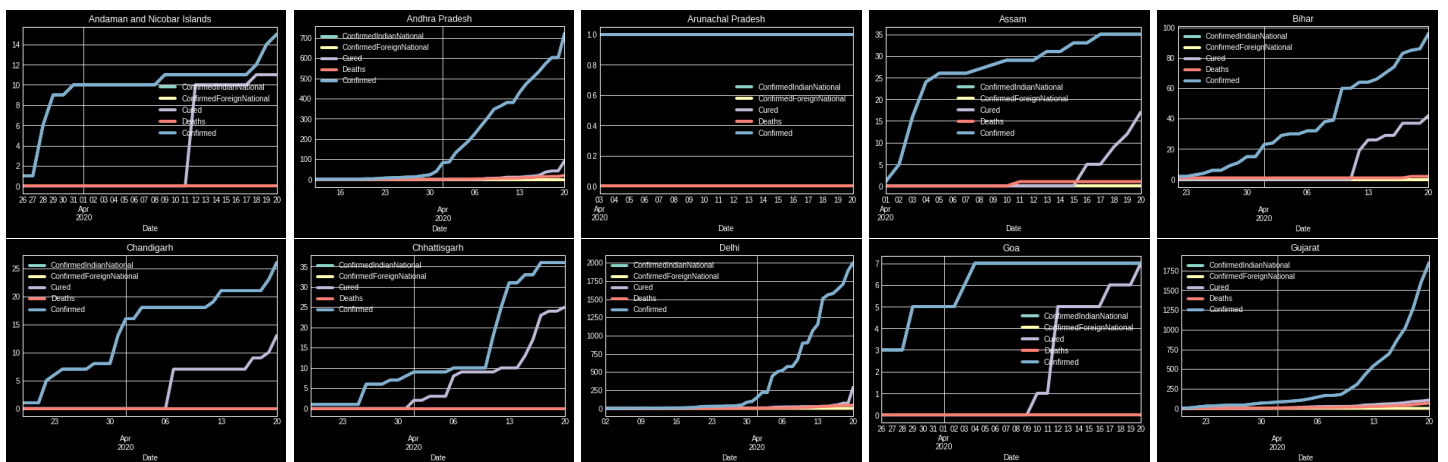 Andaman and Nicobar Islands
14
12
10
8
6
4
2
0
ConfirmedIndianNational
ConfirmedForeignNational
Cured
Deaths
Confirmed
26 27 28 29 30 31 01 02 03 04 05 06 07 08 09 10 11 12 13 14 15 16 17 18 19 20
Apr
2020
Date
Andhra Pradesh
700
600
500
400
300
200
100
0
ConfirmedIndianNational
ConfirmedForeignNational
Cured
Deaths
Confirmed
16 23 30 06 13 20
Apr
2020
Date
Arunachal Pradesh
1.0
0.8
0.6
0.4
0.2
0.0
ConfirmedIndianNational
ConfirmedForeignNational
Cured
Deaths
Confirmed
03 04 05 06 07 08 09 10 11 12 13 14 15 16 17 18 19 20
Apr
2020
Date
Assam
35
30
25
20
15
10
5
0
ConfirmedIndianNational
ConfirmedForeignNational
Cured
Deaths
Confirmed
01 02 03 04 05 06 07 08 09 10 11 12 13 14 15 16 17 18 19 20
Apr
2020
Date
Bihar
100
80
60
40
20
0
ConfirmedIndianNational
ConfirmedForeignNational
Cured
Deaths
Confirmed
23 30 06 13 20
Apr
2020
Date
Chandigarh
25
20
15
10
5
0
ConfirmedIndianNational
ConfirmedForeignNational
Cured
Deaths
Confirmed
23 30 06 13 20
Apr
2020
Date
Chhattisgarh
35
30
25
20
15
10
5
0
ConfirmedIndianNational
ConfirmedForeignNational
Cured
Deaths
Confirmed
23 30 06 13 20
Apr
2020
Date
Delhi
2000
1750
1500
1250
1000
750
500
250
0
ConfirmedIndianNational
ConfirmedForeignNational
Cured
Deaths
Confirmed
02 09 16 23 30 06 13 20
Apr
2020
Date
Goa
7
6
5
4
3
2
1
0
ConfirmedIndianNational
ConfirmedForeignNational
Cured
Deaths
Confirmed
26 27 28 29 30 31 01 02 03 04 05 06 07 08 09 10 11 12 13 14 15 16 17 18 19 20
Apr
2020
Date
Gujarat
1750
1500
1250
1000
750
500
250
0
ConfirmedIndianNational
ConfirmedForeignNational
Cured
Deaths
Confirmed
23 30 06 13 20
Apr
2020
Date